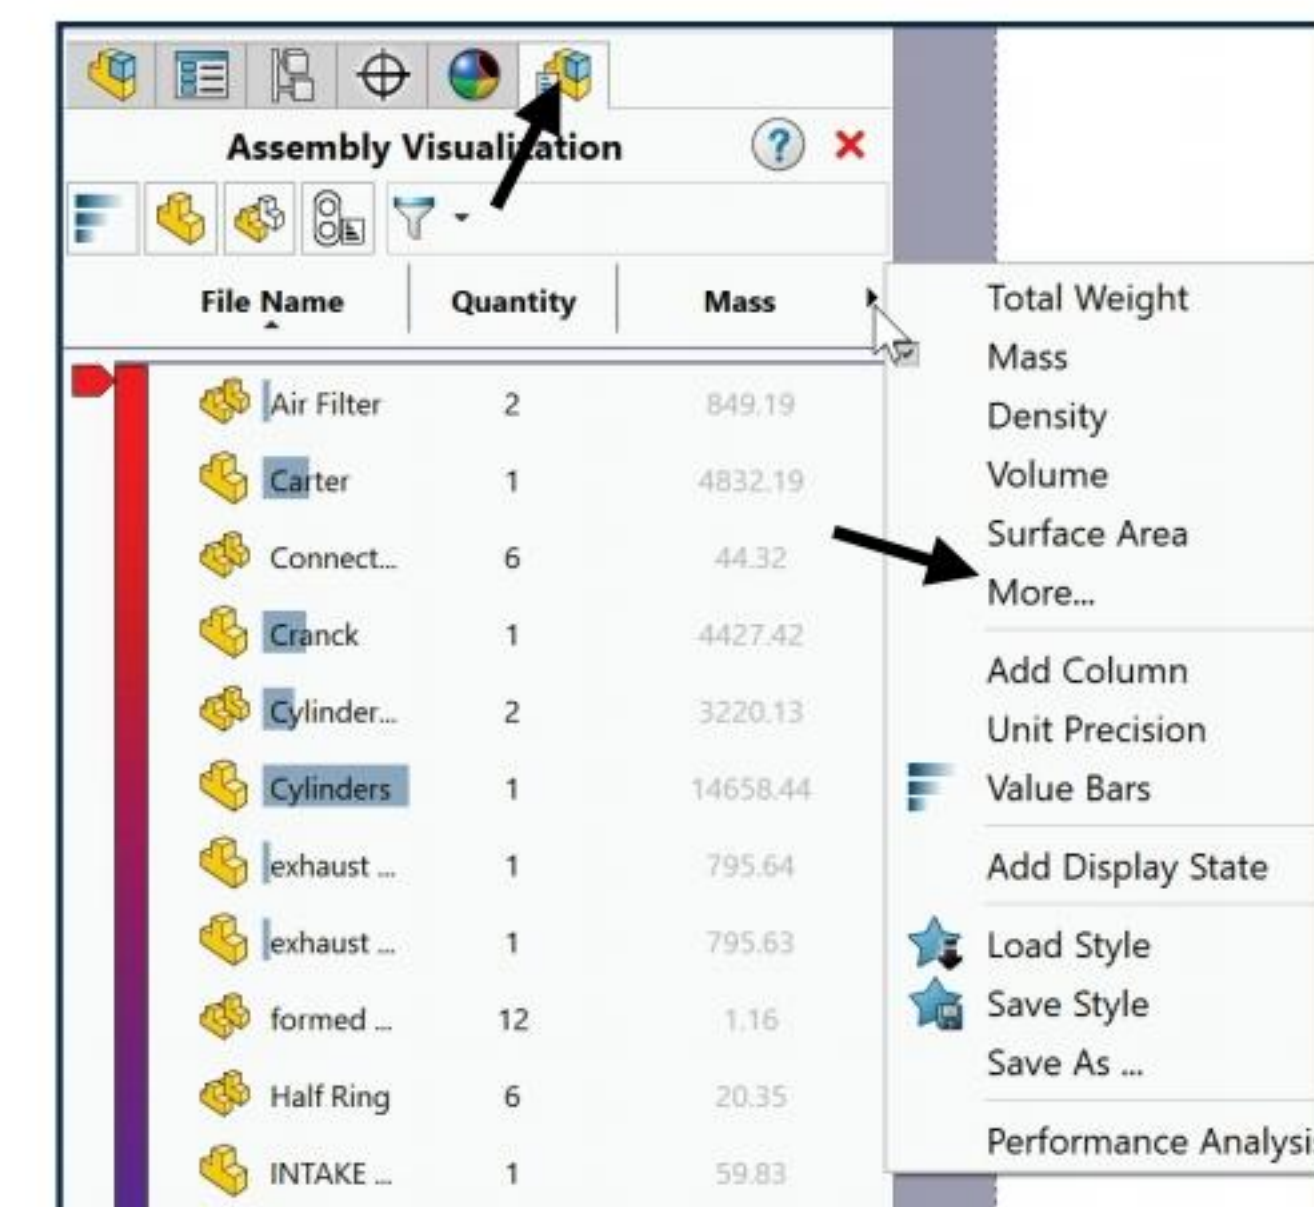 Assembly Visualization
?
File Name Quantity Mass
Air Filter 2 849.19
Carter 1 4832.19
Connect... 6 44.32
Cranck 1 4427.42
Cylinder... 2 3220.13
Cylinders 1 14658.44
exhaust ... 1 795.64
exhaust ... 1 795.63
formed ... 12 1.16
Half Ring 6 20.35
INTAKE ... 1 59.83
Total Weight
Mass
Density
Volume
Surface Area
More...
Add Column
Unit Precision
Value Bars
Add Display State
Load Style
Save Style
Save As ...
Performance Analysi